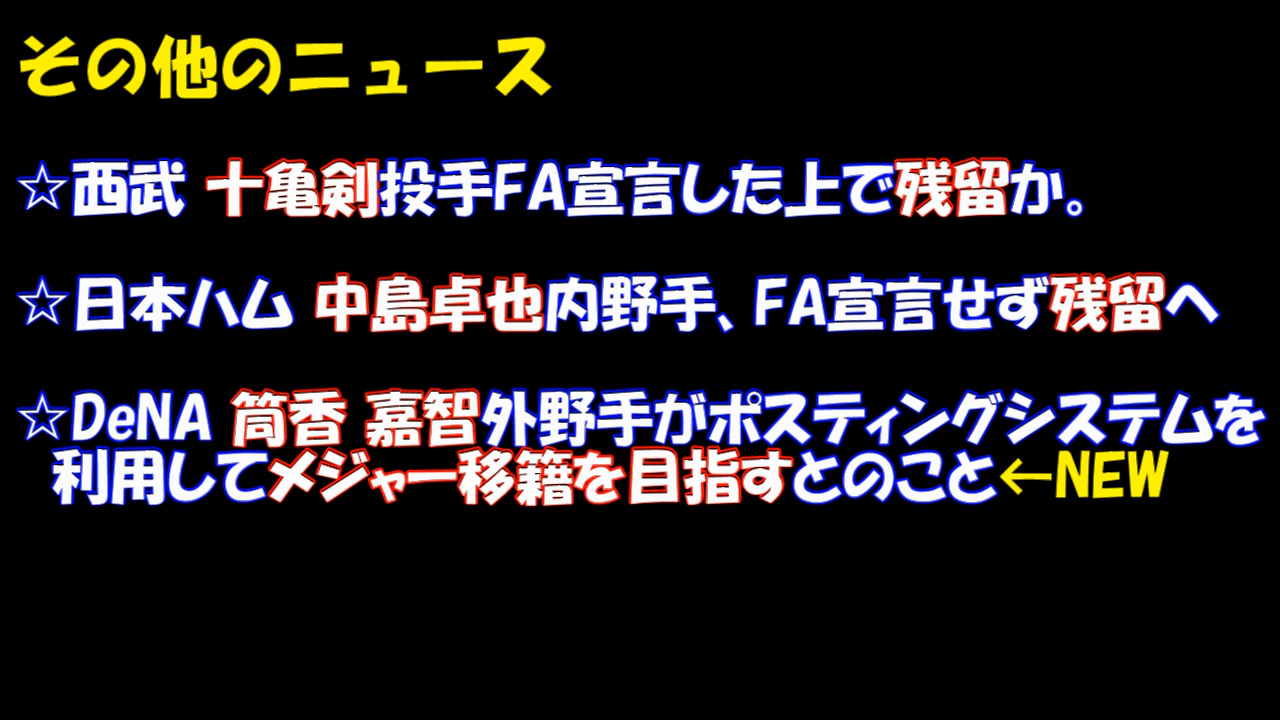 その他のニュース
☆西武 十亀剣投手FA宣言した上で残留か。
☆日本ハム 中島卓也内野手、FA宣言せず残留へ
☆DeNA 筒香 嘉智外野手がポスティングシステムを
利用してメジャー移籍を目指すとのこと←NEW